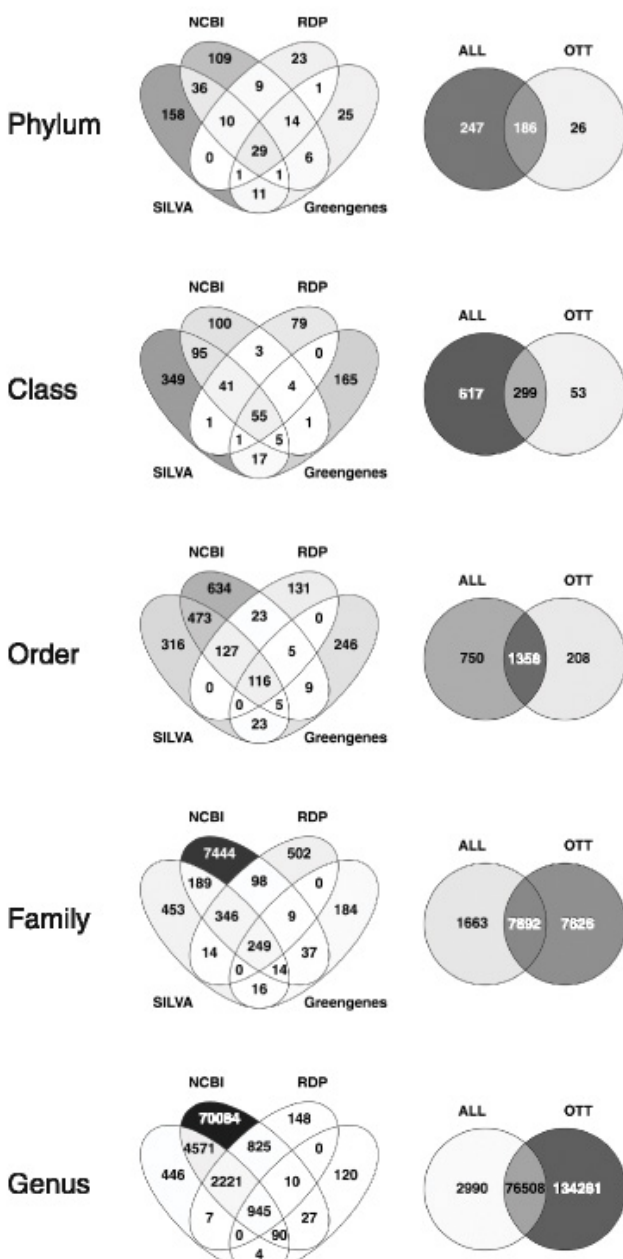 NCBI RDP
109 23
36 9 1
158 10 14 25 ALL OTT
Phylum 247 186 26
29
0 6
1 1
11
SILVA Greengenes
NCBI RDP
100 79
95 3 0 ALL OTT
349 41 4 165
Class 617 299 53
55
1 1
1 5
17
SILVA Greengenes
NCBI RDP
634 131
473 23 0 ALL OTT
316 127 5 246
Order 750 1358 208
116
0 9
0 5
23
SILVA Greengenes
NCBI RDP
7444 502
189 98 0 ALL OTT
453 346 9 184
Family 1663 7892 7626
249
14 37
0 14
16
SILVA Greengenes
NCBI RDP
70084 148
4571 825 0 ALL OTT
446 2221 10 120
Genus 2990 76508 134261
945
7 27
0 90
4